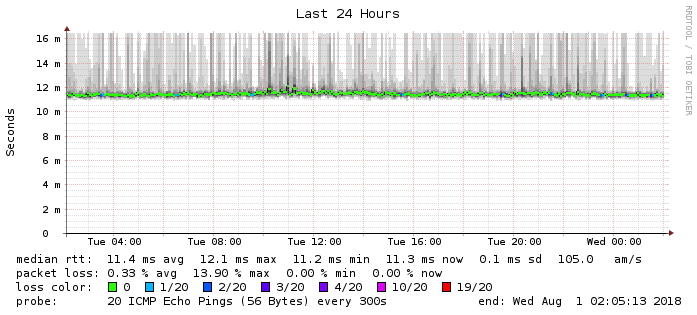 Last 24 Hours
RRDTOOL / TOBI OETIKER
Seconds
16 m
14 m
12 m
10 m
8 m
6 m
4 m
2 m
0
Tue 04:00 Tue 08:00 Tue 12:00 Tue 16:00 Tue 20:00 Wed 00:00
median rtt: 11.4 ms avg 12.1 ms max 11.2 ms min 11.3 ms now 0.1 ms sd 105.0 am/s
packet loss: 0.33 % avg 13.90 % max 0.00 % min 0.00 % now
loss color: 0 1/20 2/20 3/20 4/20 10/20 19/20
probe: 20 ICMP Echo Pings (56 Bytes) every 300s end: Wed Aug 1 02:05:13 2018